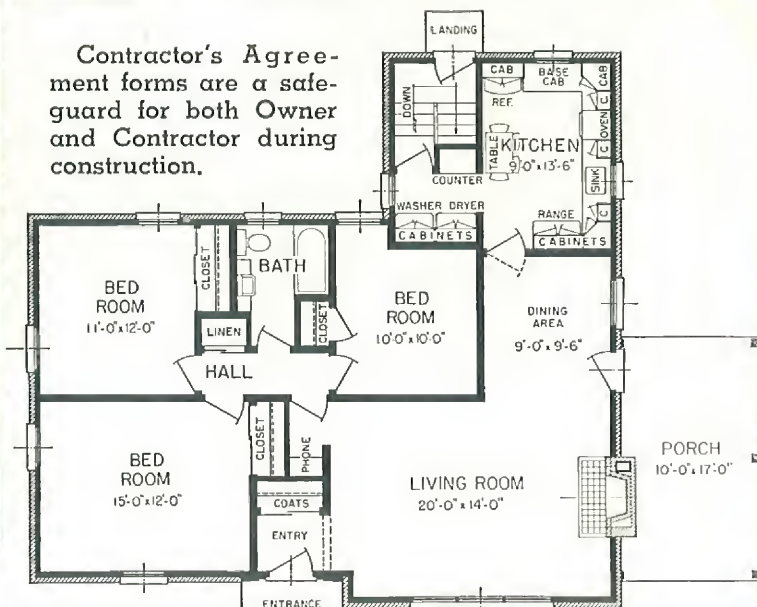 Contractor's Agree-
ment forms are a safe-
guard for both Owner
and Contractor during
construction.
LANDING
DOWN
CAB
BASE
CAB
CAB
REF.
C
OVEN
TABLE
KITCHEN
9'-0"x13'-6"
C
COUNTER
SINK
WASHER DRYER
RANGE
C
CABINETS
CABINETS
BED
ROOM
11'-0"x12'-0"
CLOSET
BATH
LINEN
CLOSET
BED
ROOM
10'-0"x10'-0"
DINING
AREA
9'-0"x9'-6"
HALL
BED
ROOM
15'-0"x12'-0"
CLOSET
PHONE
COATS
ENTRY
LIVING ROOM
20'-0"x14'-0"
PORCH
10'-0"x17'-0"
ENTRANCE